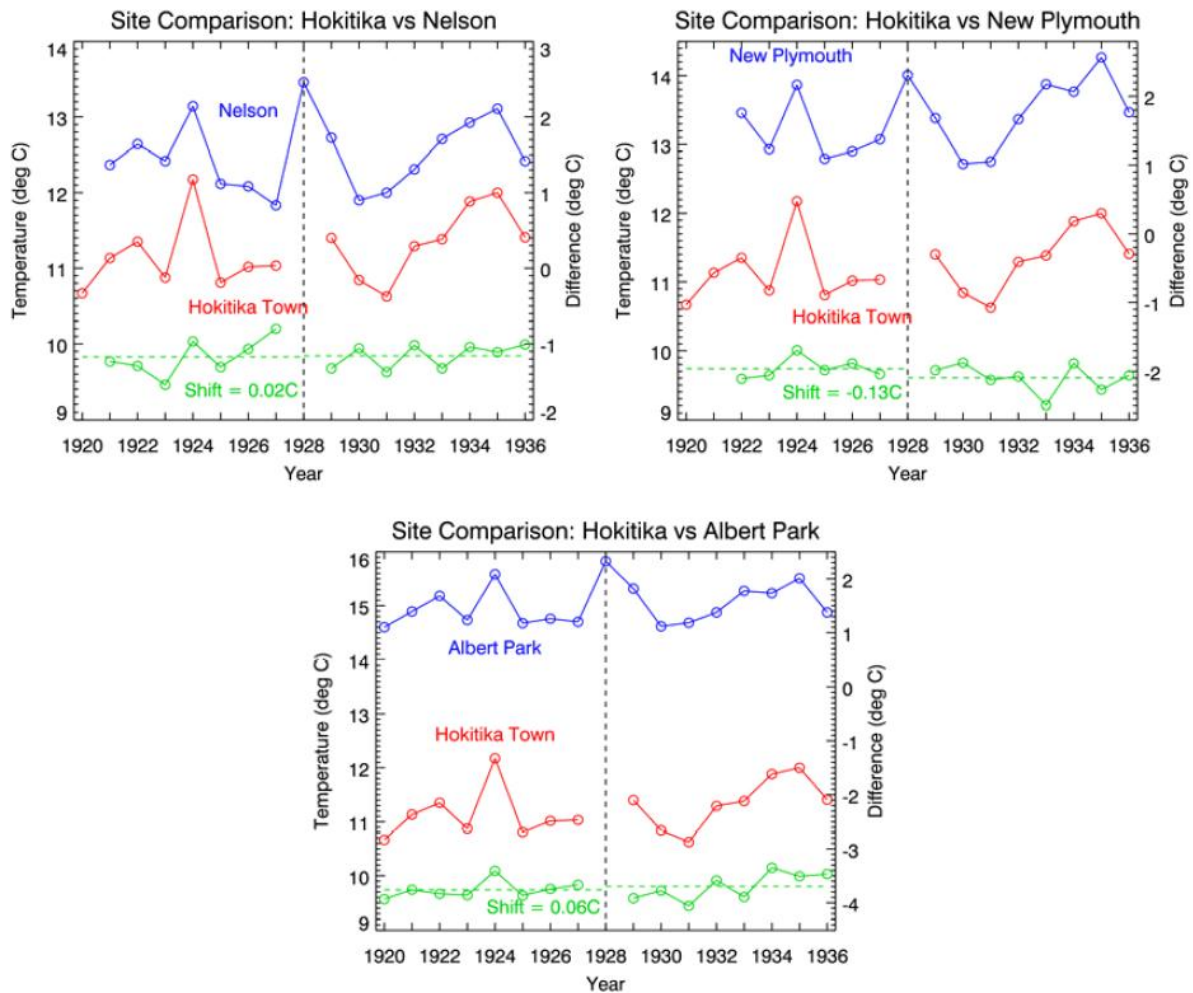 Site Comparison: Hokitika vs Nelson
14
13
12
11
10
9
Temperature (deg C)
3
2
1
0
-1
-2
Difference (deg C)
Nelson
Hokitika Town
Shift = 0.02C
1920 1922 1924 1926 1928 1930 1932 1934 1936
Year
Site Comparison: Hokitika vs New Plymouth
14
13
12
11
10
9
Temperature (deg C)
2
1
0
-1
-2
Difference (deg C)
New Plymouth
Hokitika Town
Shift = -0.13C
1920 1922 1924 1926 1928 1930 1932 1934 1936
Year
Site Comparison: Hokitika vs Albert Park
16
15
14
13
12
11
10
9
Temperature (deg C)
2
1
0
-1
-2
-3
-4
Difference (deg C)
Albert Park
Hokitika Town
Shift = 0.06C
1920 1922 1924 1926 1928 1930 1932 1934 1936
Year